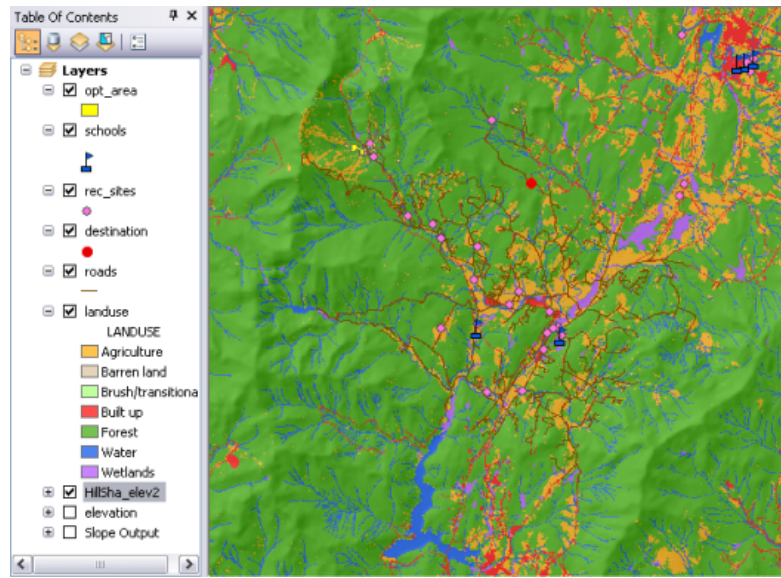 Table Of Contents
Layers
opt_area
schools
rec_sites
destination
roads
landuse
LANDUSE
Agriculture
Barren land
Brush/transitiona
Built up
Forest
Water
Wetlands
HillSha_elev2
elevation
Slope Output